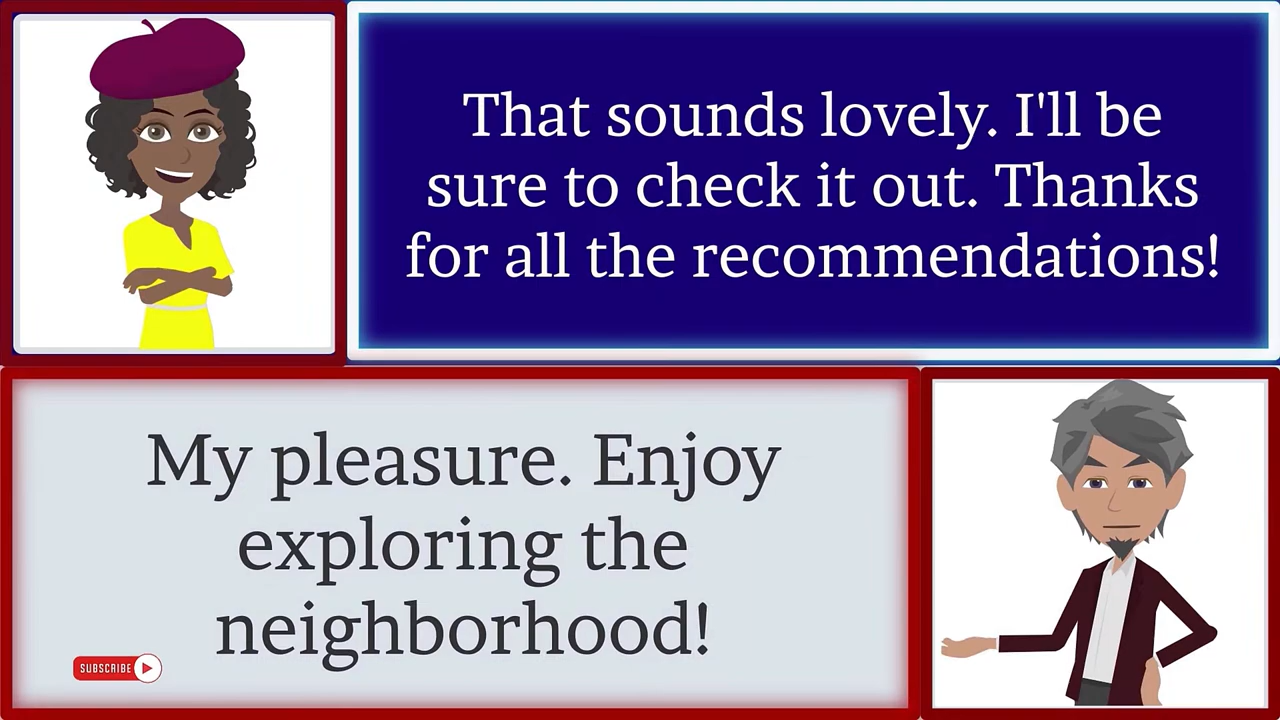 That sounds lovely. I'll be
sure to check it out. Thanks
for all the recommendations!
My pleasure. Enjoy
exploring the
neighborhood!
SUBSCRIBE